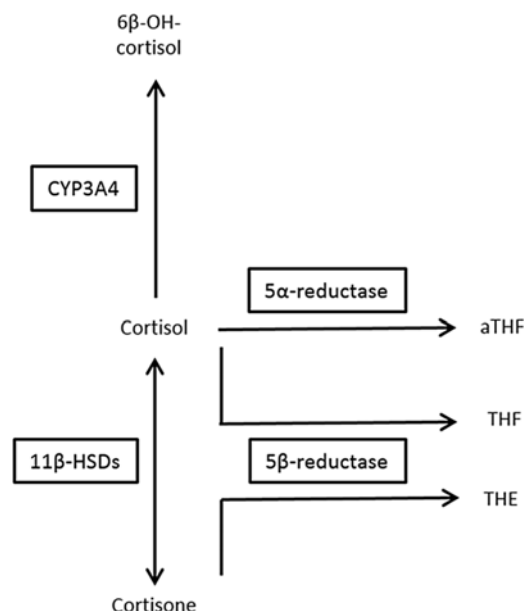 6β-OH-
cortisol
CYP3A4
5α-reductase
Cortisol
aTHF
THF
11β-HSDs
5β-reductase
THE
Cortisone